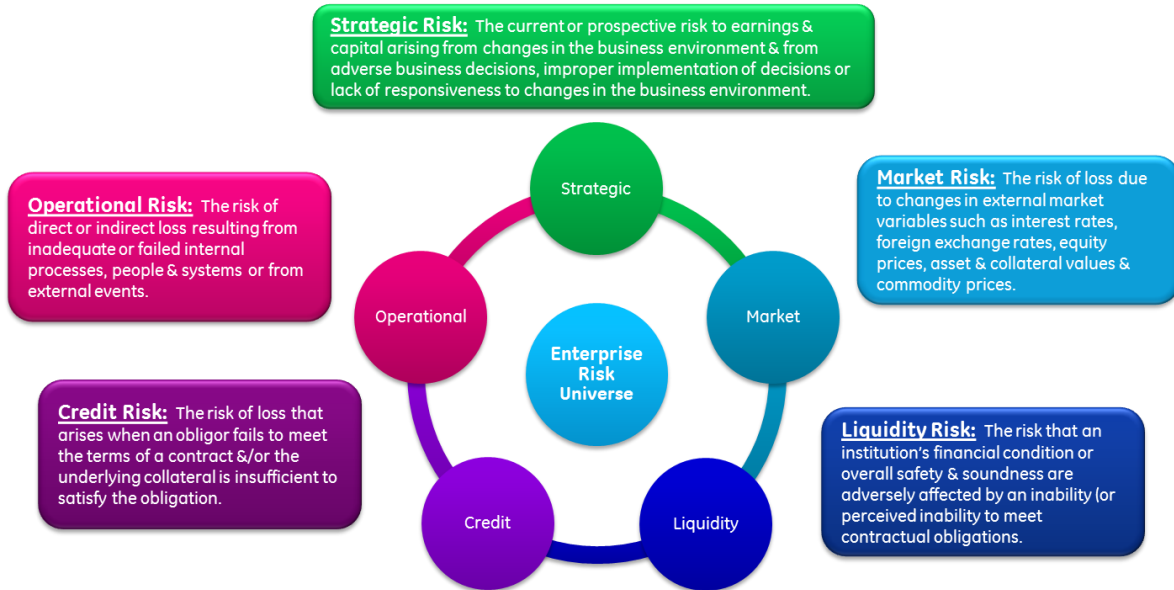 Strategic Risk: The current or prospective risk to earnings &
capital arising from changes in the business environment & from
adverse business decisions, improper implementation of decisions or
lack of responsiveness to changes in the business environment.
Strategic
Operational Risk: The risk of
direct or indirect loss resulting from
inadequate or failed internal
processes, people & systems or from
external events.
Market Risk: The risk of loss due
to changes in external market
variables such as interest rates,
foreign exchange rates, equity
prices, asset & collateral values &
commodity prices.
Operational
Market
Enterprise
Risk
Universe
Credit Risk: The risk of loss that
arises when an obligor fails to meet
the terms of a contract &/or the
underlying collateral is insufficient to
satisfy the obligation.
Liquidity Risk: The risk that an
institution's financial condition or
overall safety & soundness are
adversely affected by an inability (or
perceived inability to meet
contractual obligations.
Credit
Liquidity